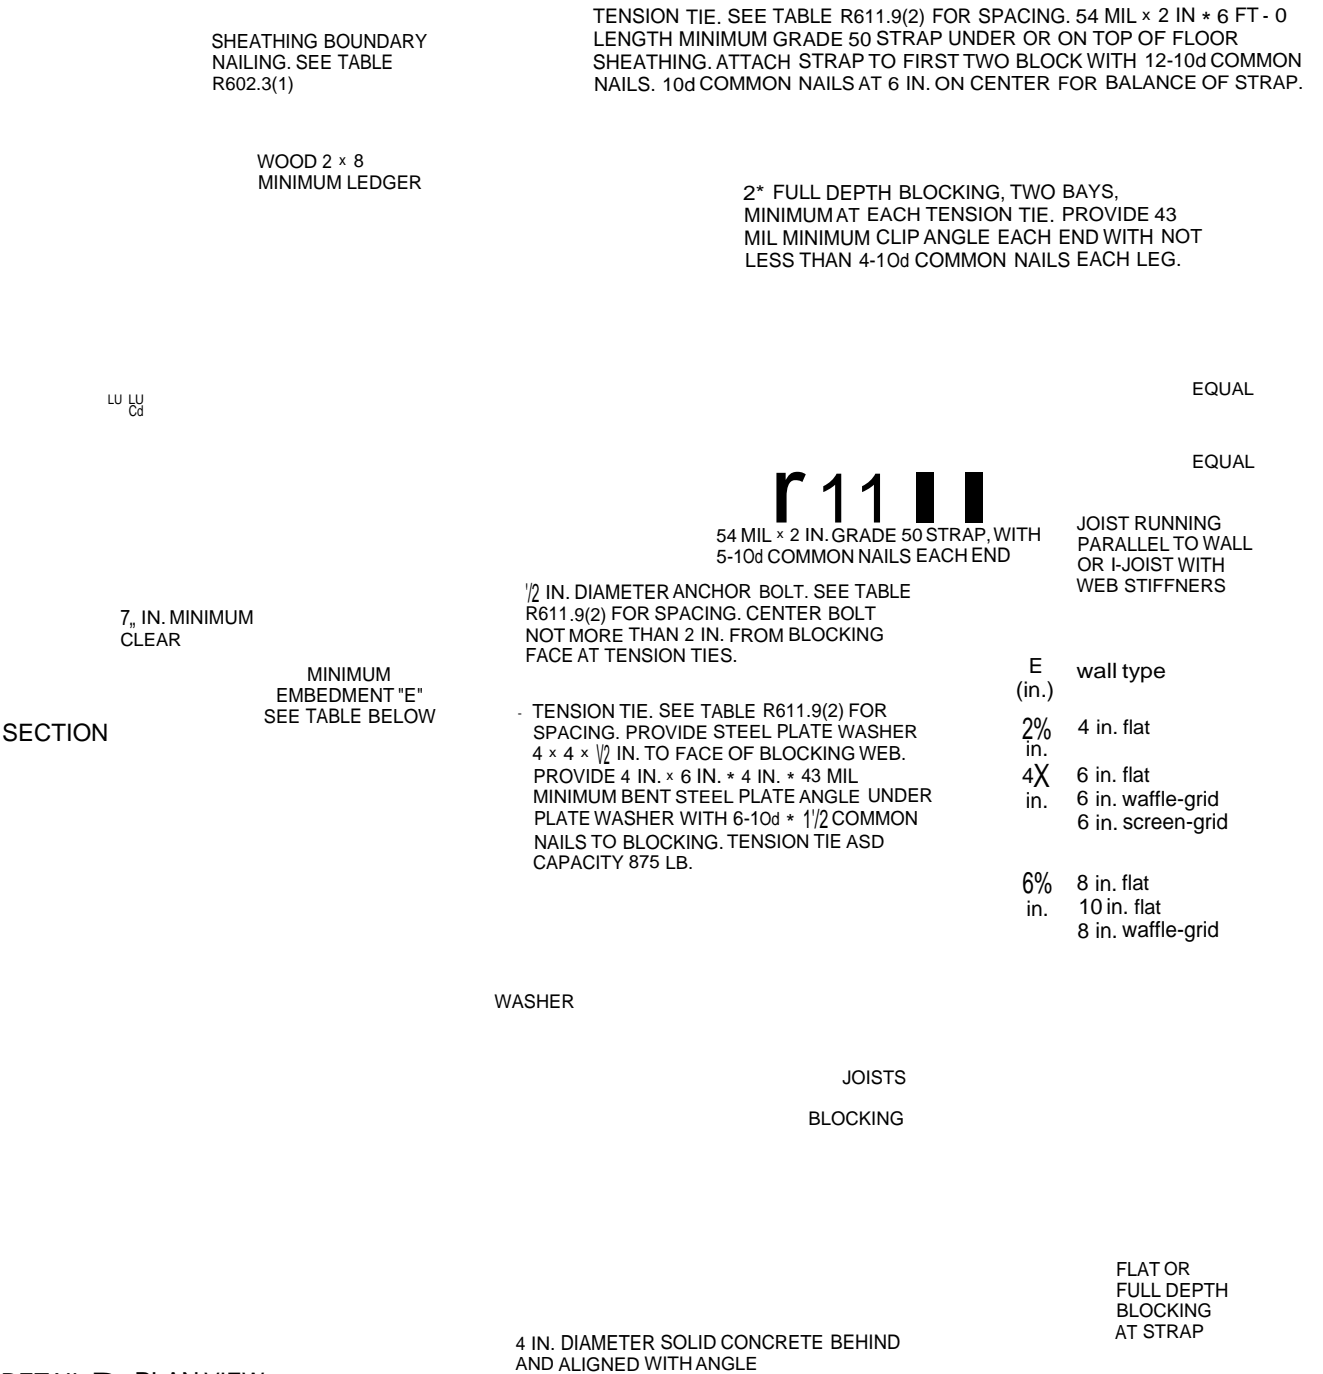 TENSION TIE. SEE TABLE R611.9(2) FOR SPACING. 54 MIL × 2 IN * 6 FT - 0
LENGTH MINIMUM GRADE 50 STRAP UNDER OR ON TOP OF FLOOR
SHEATHING. ATTACH STRAP TO FIRST TWO BLOCK WITH 12-10d COMMON
NAILS. 10d COMMON NAILS AT 6 IN. ON CENTER FOR BALANCE OF STRAP.
SHEATHING BOUNDARY
NAILING. SEE TABLE
R602.3(1)
WOOD 2 × 8
MINIMUM LEDGER
2* FULL DEPTH BLOCKING, TWO BAYS,
MINIMUM AT EACH TENSION TIE. PROVIDE 43
MIL MINIMUM CLIP ANGLE EACH END WITH NOT
LESS THAN 4-10d COMMON NAILS EACH LEG.
LU LU
Cd
EQUAL
EQUAL
r11▮▮
54 MIL × 2 IN. GRADE 50 STRAP, WITH
5-10d COMMON NAILS EACH END
JOIST RUNNING
PARALLEL TO WALL
OR I-JOIST WITH
WEB STIFFNERS
½ IN. DIAMETER ANCHOR BOLT. SEE TABLE
R611.9(2) FOR SPACING. CENTER BOLT
NOT MORE THAN 2 IN. FROM BLOCKING
FACE AT TENSION TIES.
7„ IN. MINIMUM
CLEAR
MINIMUM
EMBEDMENT "E"
SEE TABLE BELOW
SECTION
- TENSION TIE. SEE TABLE R611.9(2) FOR
SPACING. PROVIDE STEEL PLATE WASHER
4 × 4 × ½ IN. TO FACE OF BLOCKING WEB.
PROVIDE 4 IN. × 6 IN. * 4 IN. * 43 MIL
MINIMUM BENT STEEL PLATE ANGLE UNDER
PLATE WASHER WITH 6-10d * 1'/2 COMMON
NAILS TO BLOCKING. TENSION TIE ASD
CAPACITY 875 LB.
E (in.) wall type
2% in. 4 in. flat
4X in. 6 in. flat
6 in. waffle-grid
6 in. screen-grid
6% in. 8 in. flat
10 in. flat
8 in. waffle-grid
WASHER
JOISTS
BLOCKING
FLAT OR
FULL DEPTH
BLOCKING
AT STRAP
4 IN. DIAMETER SOLID CONCRETE BEHIND
AND ALIGNED WITH ANGLE